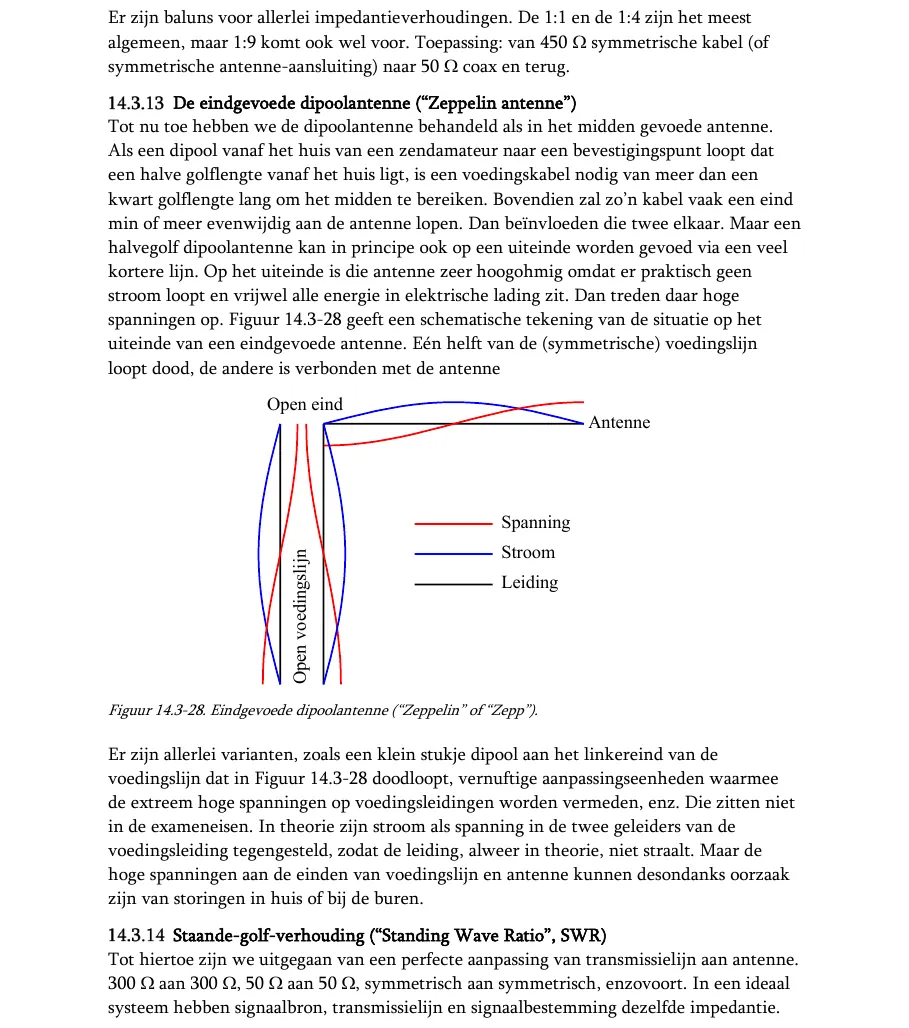 Er zijn baluns voor allerlei impedantieverhoudingen. De 1:1 en de 1:4 zijn het meest
algemeen, maar 1:9 komt ook wel voor. Toepassing: van 450 Ω symmetrische kabel (of
symmetrische antenne-aansluiting) naar 50 Ω coax en terug.
14.3.13 De eindgevoede dipoolantenne (“Zeppelin antenne”)
Tot nu toe hebben we de dipoolantenne behandeld als in het midden gevoede antenne.
Als een dipool vanaf het huis van een zendamateur naar een bevestigingspunt loopt dat
een halve golflengte vanaf het huis ligt, is een voedingskabel nodig van meer dan een
kwart golflengte lang om het midden te bereiken. Bovendien zal zo’n kabel vaak een eind
min of meer evenwijdig aan de antenne lopen. Dan beïnvloeden die twee elkaar. Maar een
halvegolf dipoolantenne kan in principe ook op een uiteinde worden gevoed via een veel
kortere lijn. Op het uiteinde is die antenne zeer hoogohmig omdat er praktisch geen
stroom loopt en vrijwel alle energie in elektrische lading zit. Dan treden daar hoge
spanningen op. Figuur 14.3-28 geeft een schematische tekening van de situatie op het
uiteinde van een eindgevoede antenne. Eén helft van de (symmetrische) voedingslijn
loopt dood, de andere is verbonden met de antenne
Open eind
Antenne
Spanning
Stroom
Leiding
Open voedingslijn
Figuur 14.3-28. Eindgevoede dipoolantenne (“Zeppelin” of “Zepp”).
Er zijn allerlei varianten, zoals een klein stukje dipool aan het linkereind van de
voedingslijn dat in Figuur 14.3-28 doodloopt, vernuftige aanpassingseenheden waarmee
de extreem hoge spanningen op voedingsleidingen worden vermeden, enz. Die zitten niet
in de exameneisen. In theorie zijn stroom als spanning in de twee geleiders van de
voedingsleiding tegengesteld, zodat de leiding, alweer in theorie, niet straalt. Maar de
hoge spanningen aan de einden van voedingslijn en antenne kunnen desondanks oorzaak
zijn van storingen in huis of bij de buren.
14.3.14 Staande-golf-verhouding (“Standing Wave Ratio”, SWR)
Tot hiertoe zijn we uitgegaan van een perfecte aanpassing van transmissielijn aan antenne.
300 Ω aan 300 Ω, 50 Ω aan 50 Ω, symmetrisch aan symmetrisch, enzovoort. In een ideaal
systeem hebben signaalbron, transmissielijn en signaalbestemming dezelfde impedantie.